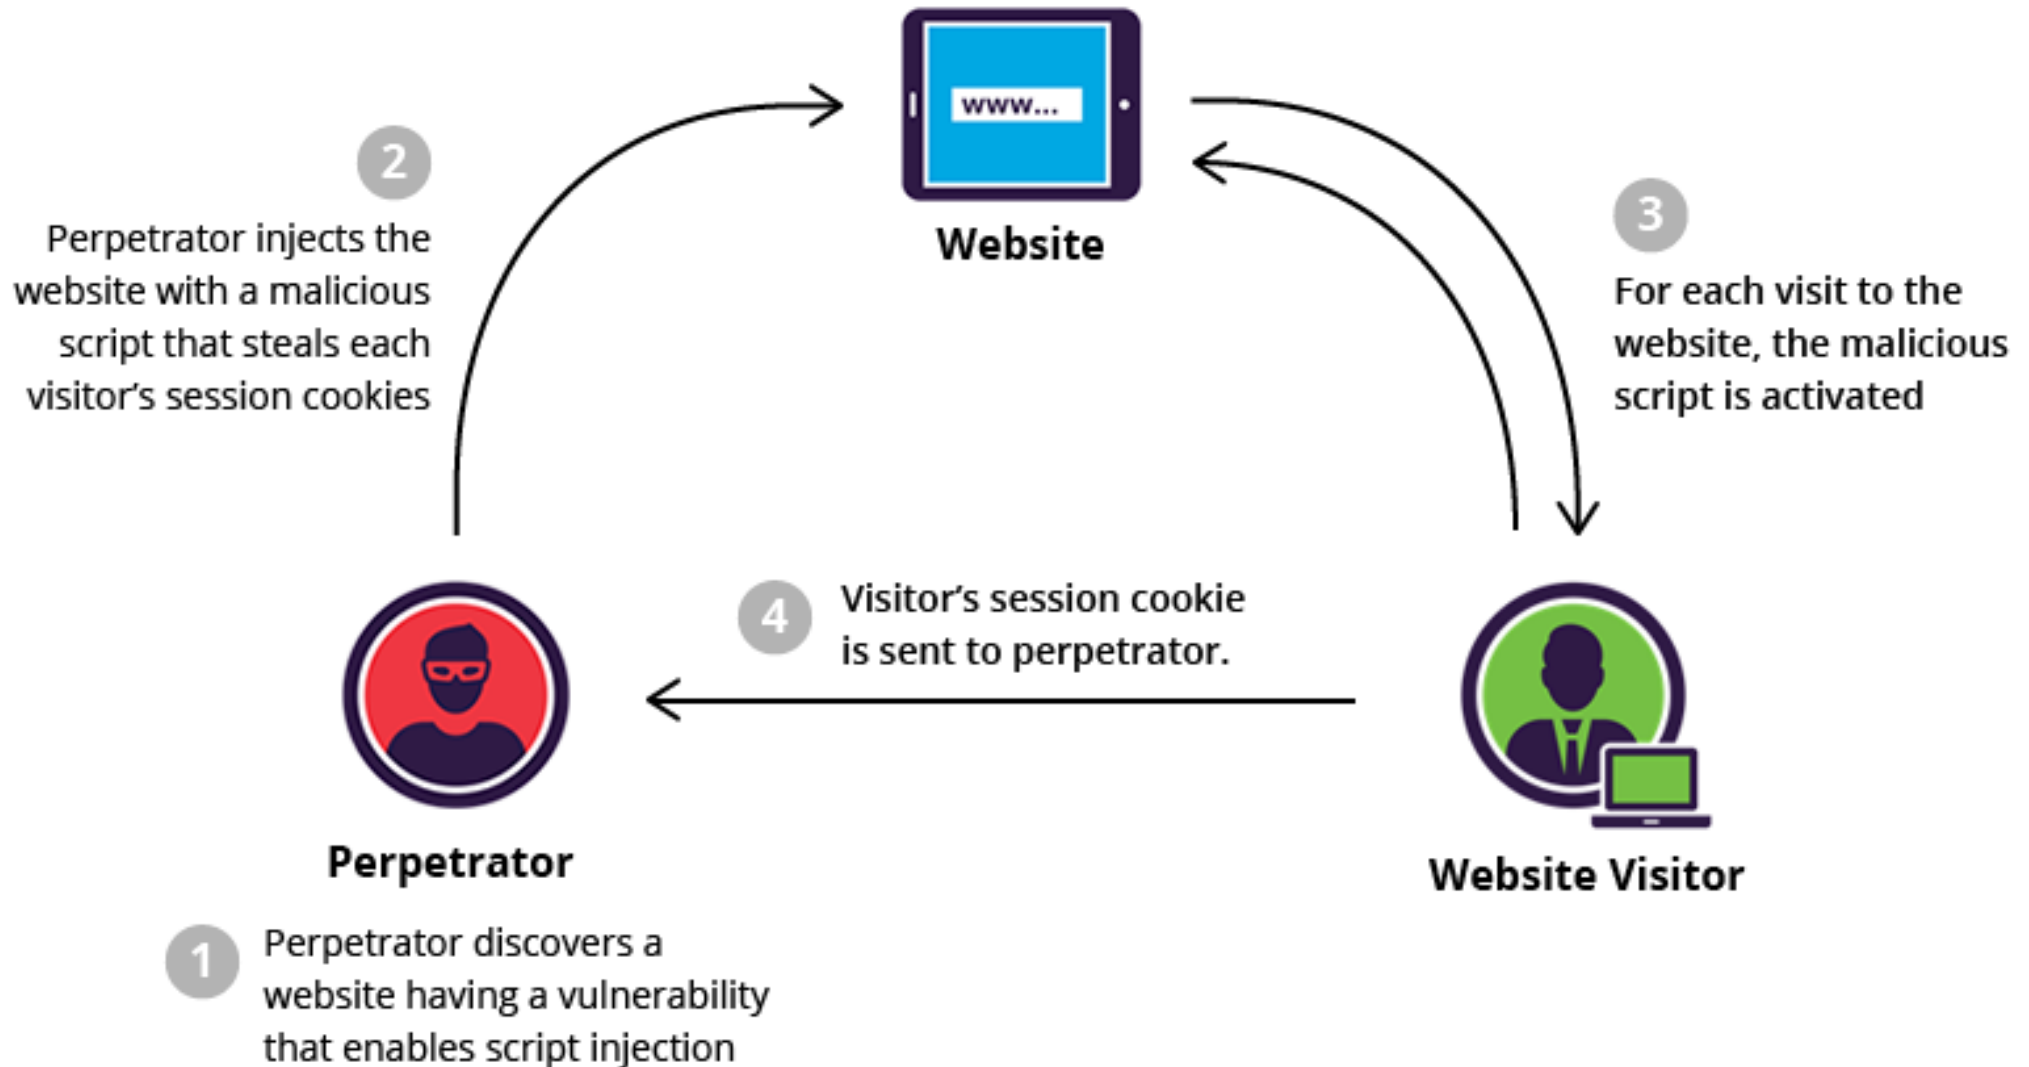 www...
Website
2
Perpetrator injects the
website with a malicious
script that steals each
visitor's session cookies
3
For each visit to the
website, the malicious
script is activated
4
Visitor's session cookie
is sent to perpetrator.
Perpetrator
Website Visitor
1
Perpetrator discovers a
website having a vulnerability
that enables script injection